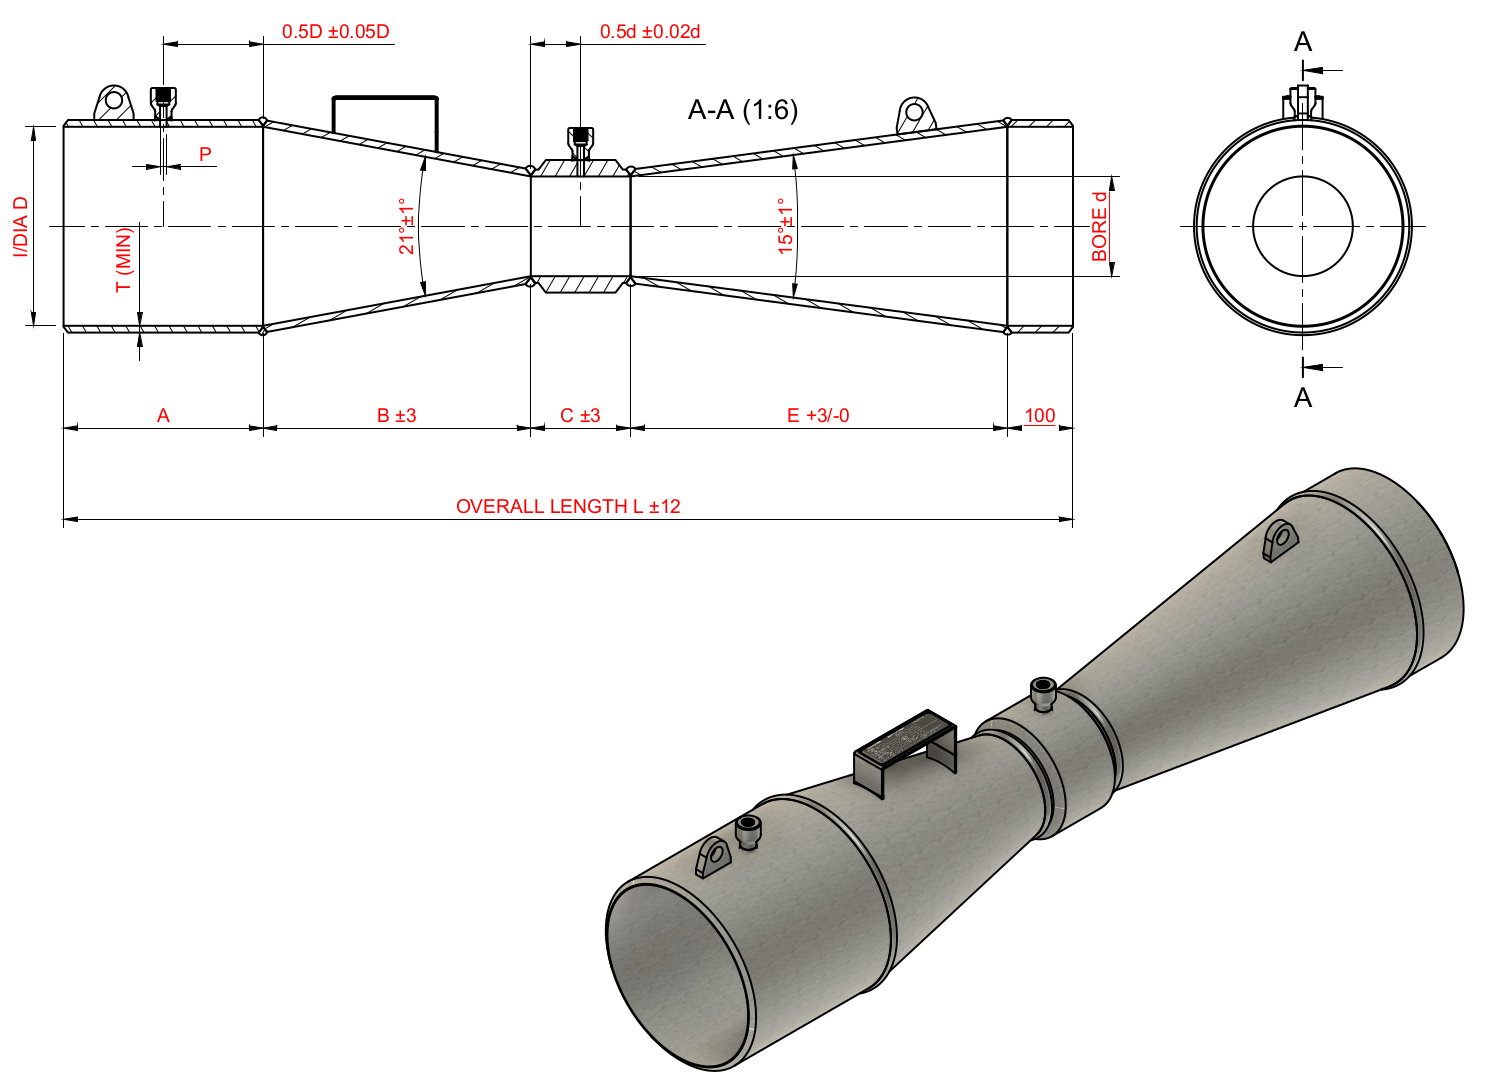 0.5D ±0.05D
0.5d ±0.02d
A
A-A (1:6)
P
I/DIA D
T (MIN)
21°±1°
15°±1°
BORE d
A
A
B ±3
C ±3
E +3/-0
100
OVERALL LENGTH L ±12